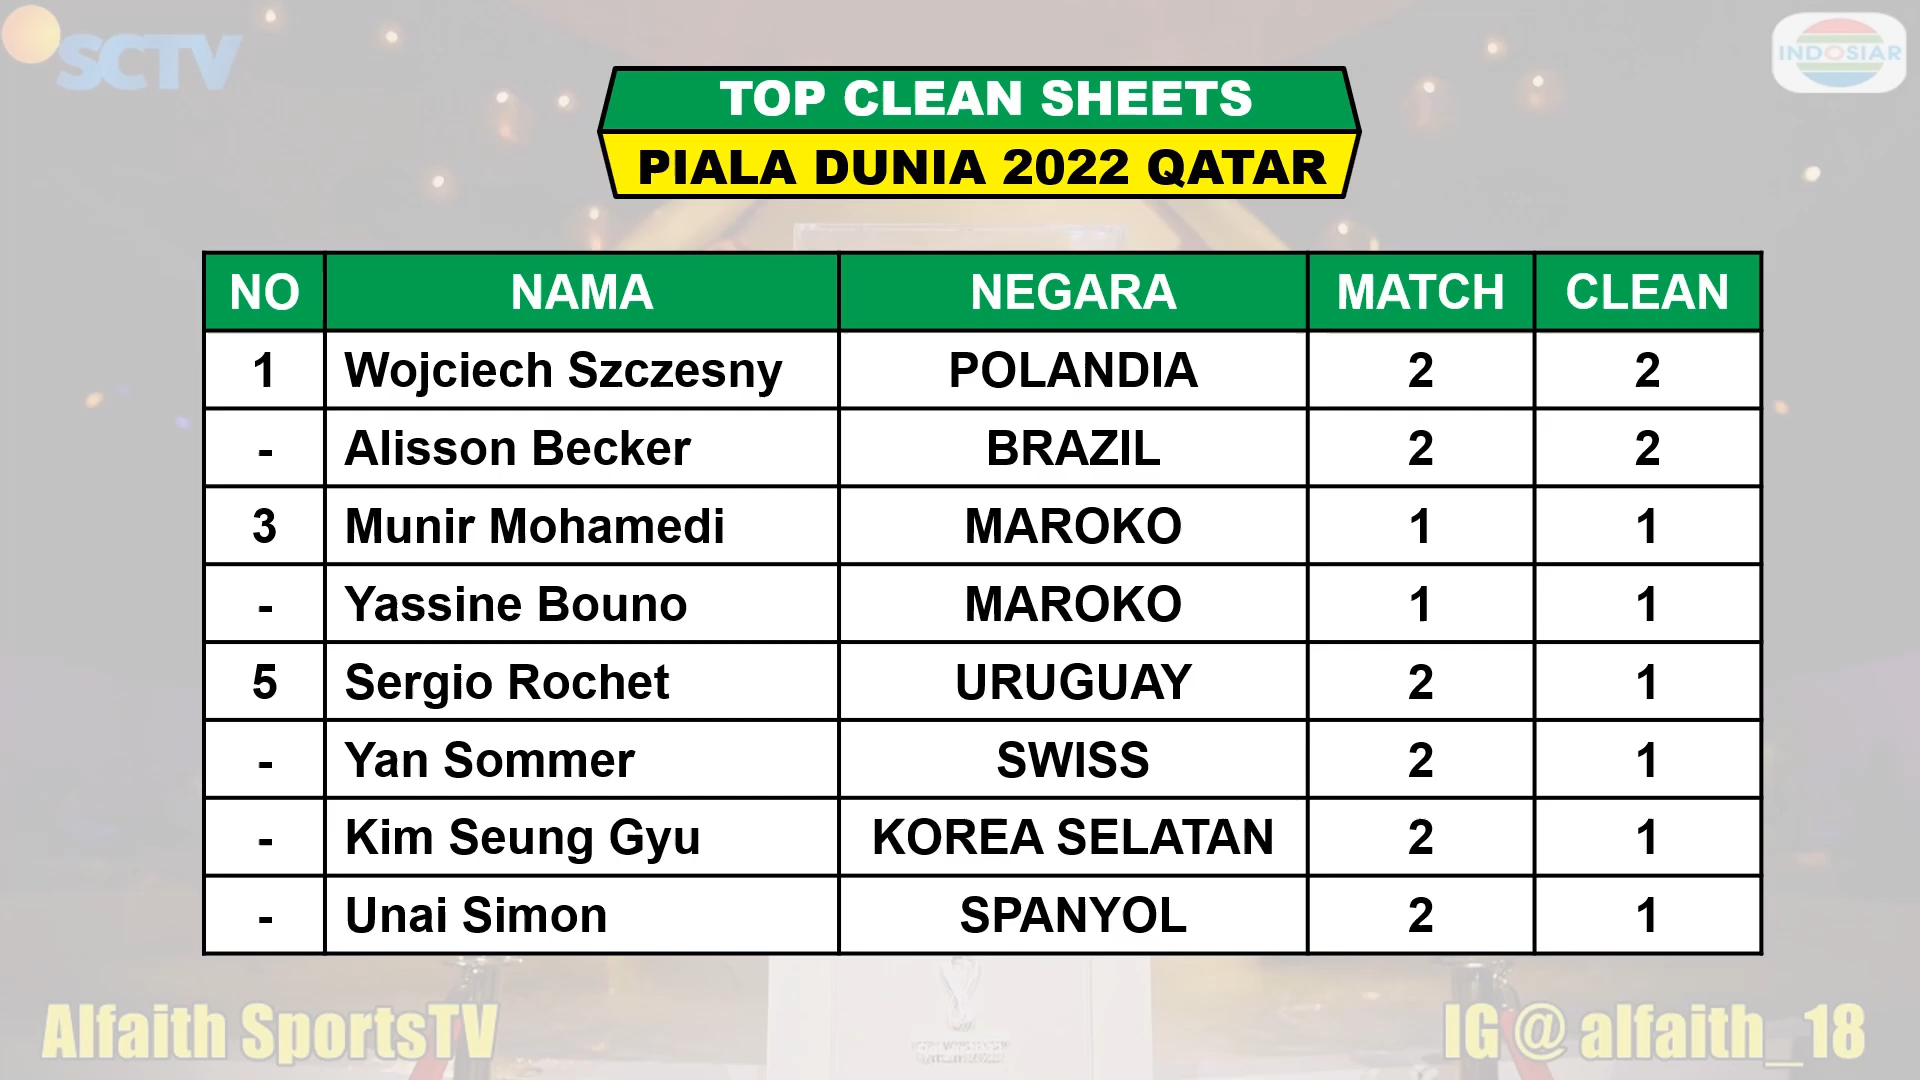 SCTV
INDOSIAR
TOP CLEAN SHEETS
PIALA DUNIA 2022 QATAR
NO NAMA NEGARA MATCH CLEAN
1 Wojciech Szczesny POLANDIA 2 2
- Alisson Becker BRAZIL 2 2
3 Munir Mohamedi MAROKO 1 1
- Yassine Bouno MAROKO 1 1
5 Sergio Rochet URUGUAY 2 1
- Yan Sommer SWISS 2 1
- Kim Seung Gyu KOREA SELATAN 2 1
- Unai Simon SPANYOL 2 1
Alfaith SportsTV
IG @ alfaith_18